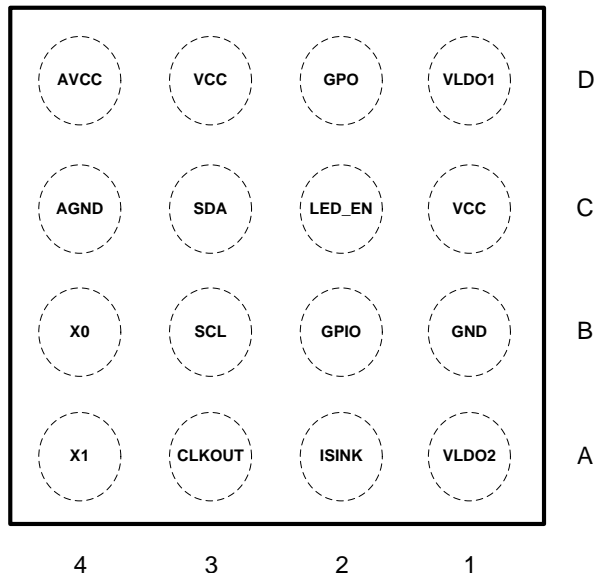 AVCC VCC GPO VLDO1 D
AGND SDA LED_EN VCC C
X0 SCL GPIO GND B
X1 CLKOUT ISINK VLDO2 A
4 3 2 1